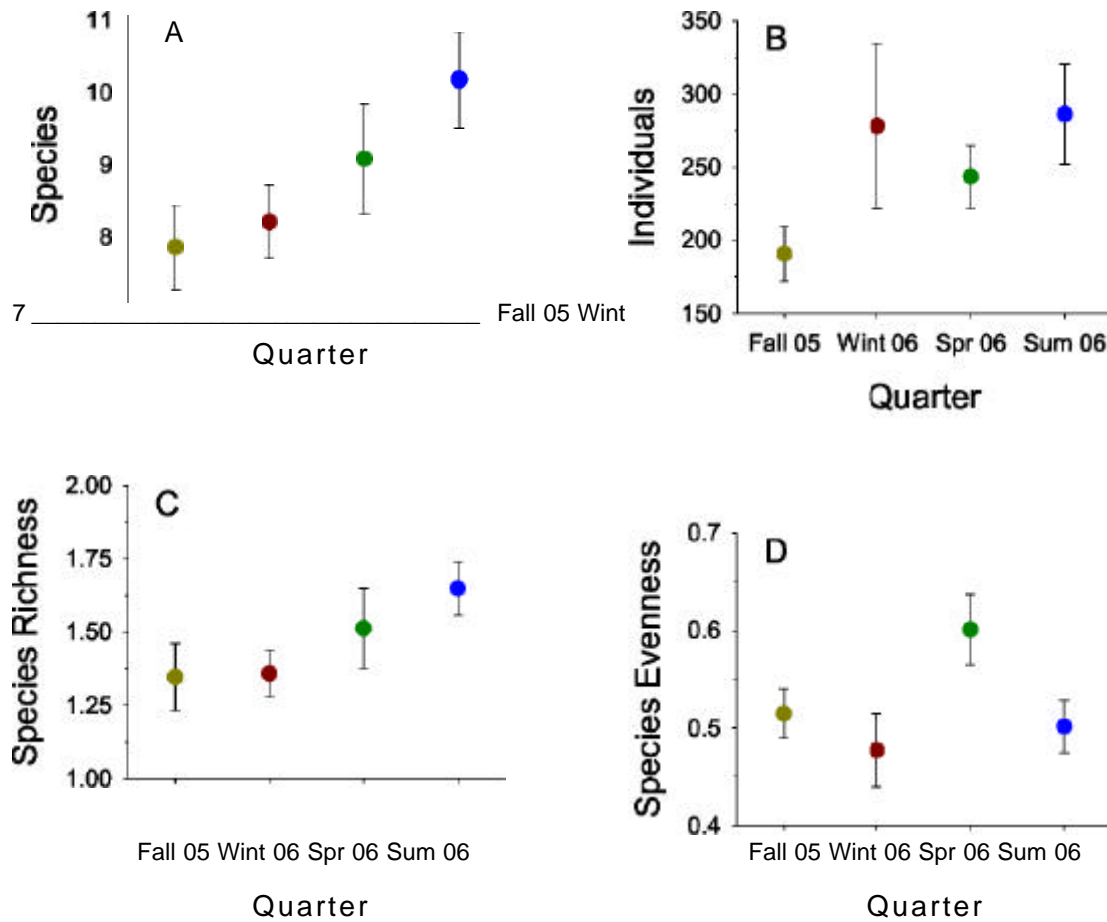 A
11
10
9
8
7
Species
Fall 05 Wint
Quarter
B
350
300
250
200
150
Individuals
Fall 05 Wint 06 Spr 06 Sum 06
Quarter
C
2.00
1.75
1.50
1.25
1.00
Species Richness
Fall 05 Wint 06 Spr 06 Sum 06
Quarter
D
0.7
0.6
0.5
0.4
Species Evenness
Fall 05 Wint 06 Spr 06 Sum 06
Quarter